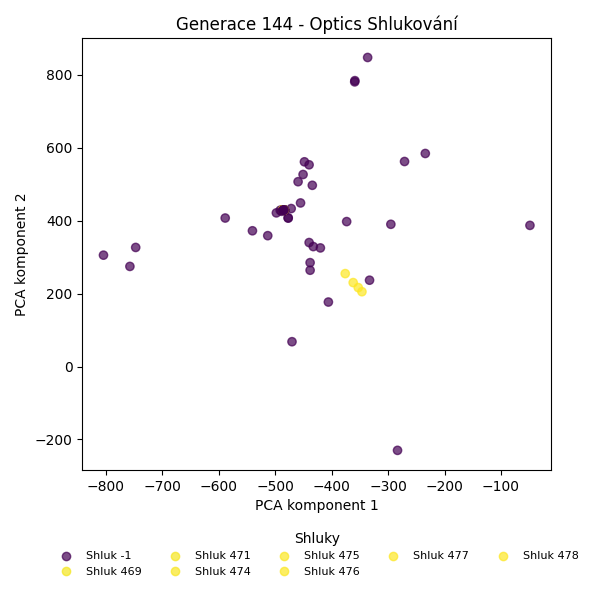 Generace 144 - Optics Shlukování
800
600
400
200
0
−200
PCA komponent 2
−800 −700 −600 −500 −400 −300 −200 −100
PCA komponent 1
Shluky
Shluk -1 Shluk 471 Shluk 475 Shluk 477 Shluk 478
Shluk 469 Shluk 474 Shluk 476